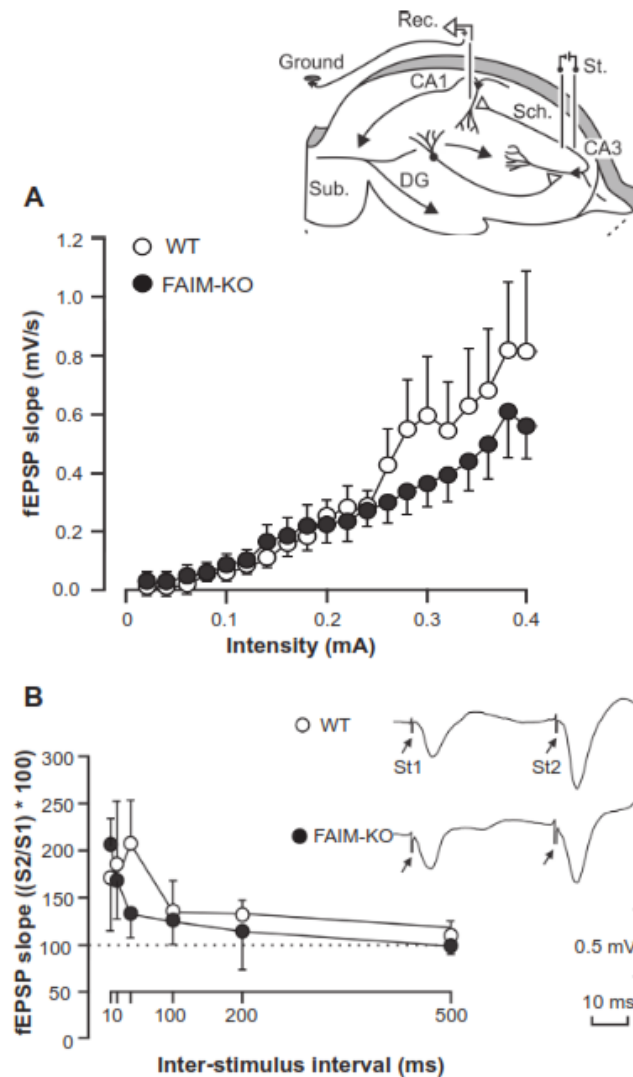 Rec.
Ground
St.
CA1
Sch.
CA3
DG
Sub.
A
WT
FAIM-KO
fEPSP slope (mV/s)
1.2
1.0
0.8
0.6
0.4
0.2
0.0
0 0.1 0.2 0.3 0.4
Intensity (mA)
B
WT
St1 St2
FAIM-KO
fEPSP slope ((S2/S1) * 100)
300
250
200
150
100
50
0
10 100 200 500
0.5 mV
10 ms
Inter-stimulus interval (ms)